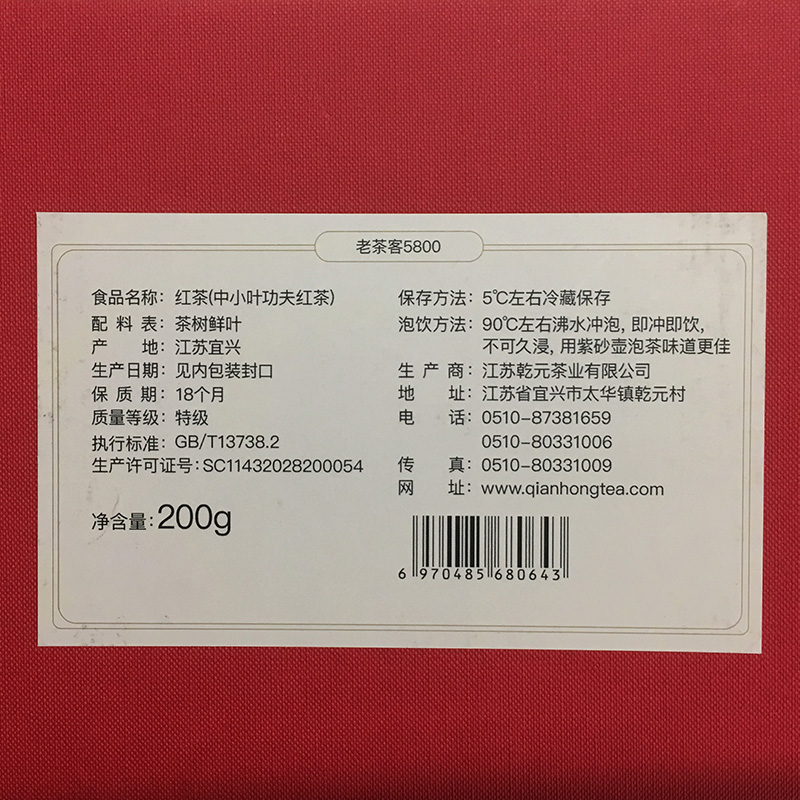 老茶客5800
食品名称：红茶(中小叶功夫红茶)
配料表：茶树鲜叶
产地：江苏宜兴
生产日期：见内包装封口
保质期：18个月
质量等级：特级
执行标准：GB/T13738.2
生产许可证号：SC11432028200054
净含量：200g
保存方法：5℃左右冷藏保存
泡饮方法：90℃左右沸水冲泡，即冲即饮，
不可久浸，用紫砂壶泡茶味道更佳
生产商：江苏乾元茶业有限公司
地址：江苏省宜兴市太华镇乾元村
电话：0510-87381659
0510-80331006
传真：0510-80331009
网址：www.qianhongtea.com
6 970485 680643